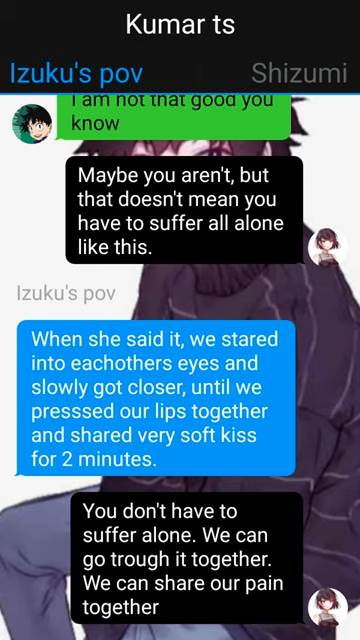 Kumar ts
Izuku's pov Shizumi
I am not that good you
know
Maybe you aren't, but
that doesn't mean you
have to suffer all alone
like this.
Izuku's pov
When she said it, we stared
into eachothers eyes and
slowly got closer, until we
presssed our lips together
and shared very soft kiss
for 2 minutes.
You don't have to
suffer alone. We can
go trough it together.
We can share our pain
together